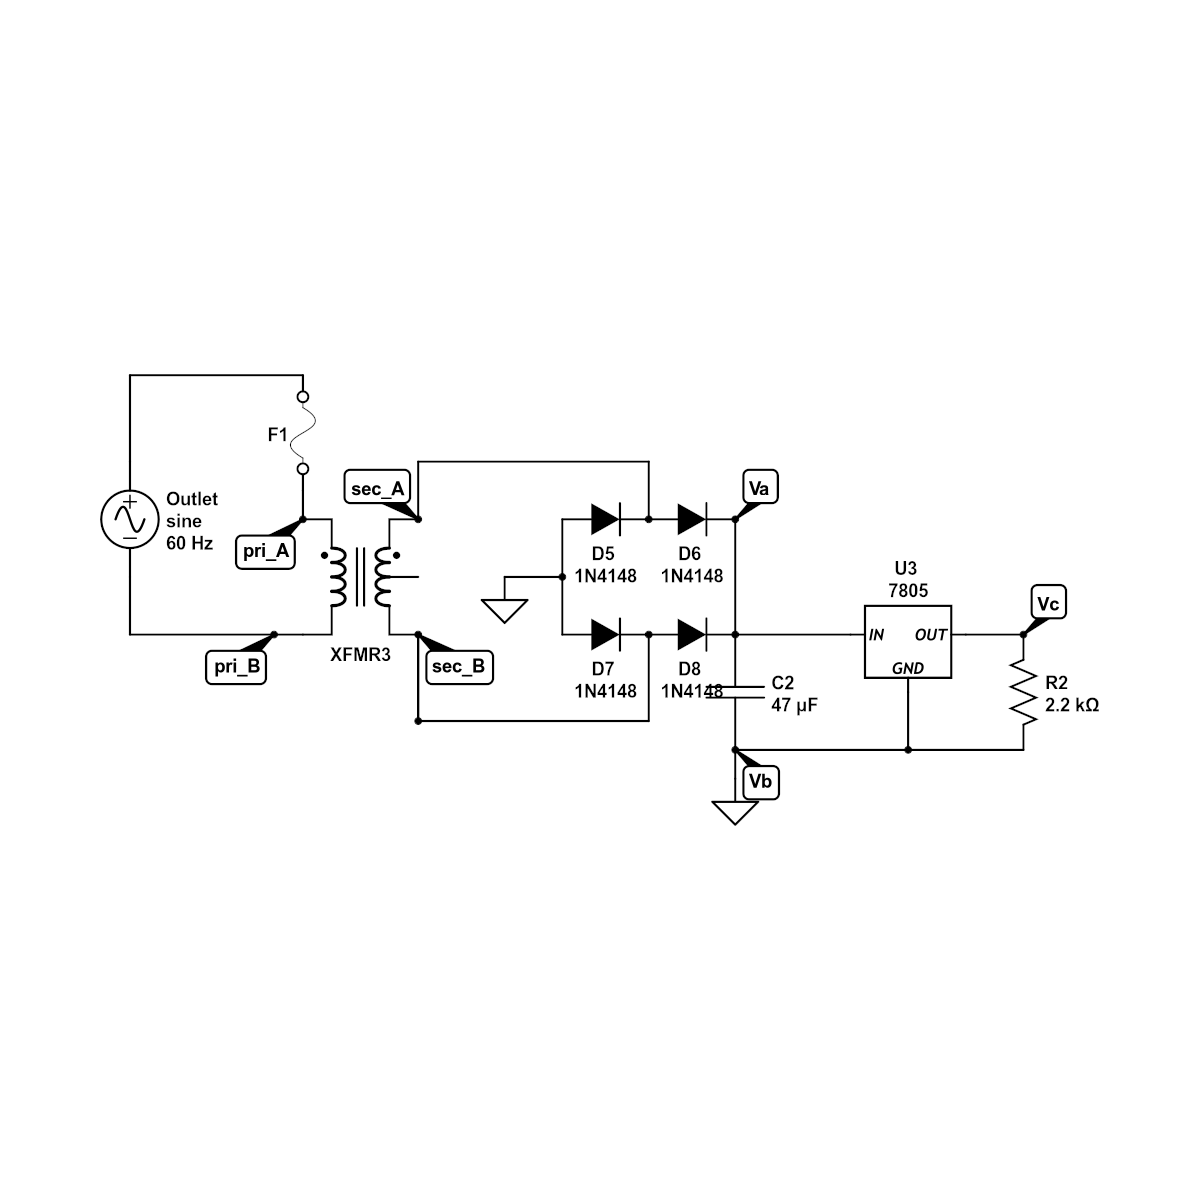 F1
Outlet
sine
60 Hz
+
−
pri_A
pri_B
XFMR3
sec_A
sec_B
D5
1N4148
D6
1N4148
D7
1N4148
D8
1N4148
Va
C2
47 µF
Vb
U3
7805
IN
OUT
GND
Vc
R2
2.2 kΩ